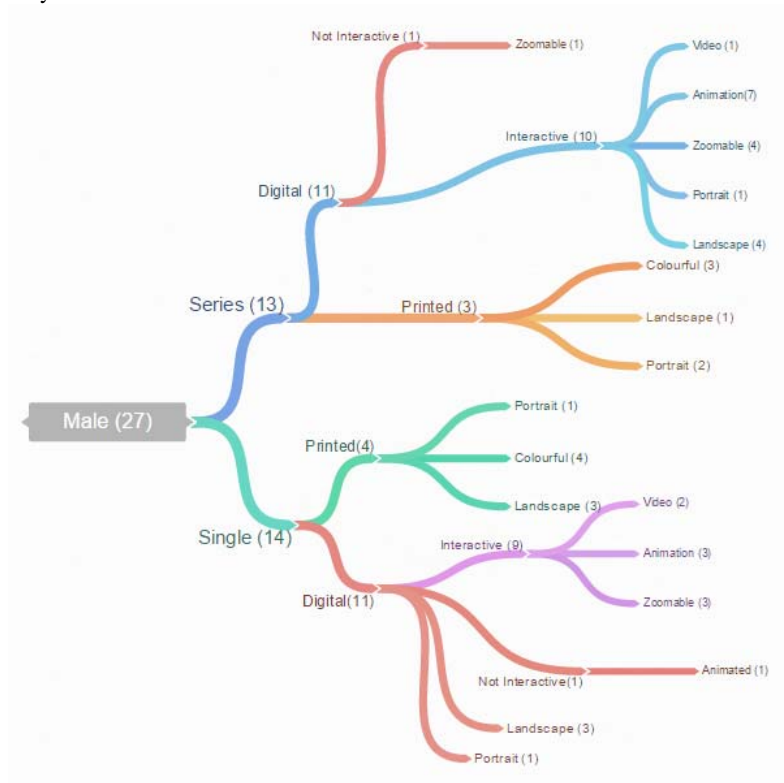 Not Interactive (1)
Zoomable (1)
Video (1)
Animation(7)
Interactive (10)
Zoomable (4)
Digital (11)
Portrait (1)
Landscape (4)
Colourful (3)
Series (13)
Printed (3)
Landscape (1)
Portrait (2)
Male (27)
Portrait (1)
Printed(4)
Colourful (4)
Landscape (3)
Video (2)
Single (14)
Interactive (9)
Animation (3)
Digital(11)
Zoomable (3)
Not Interactive(1)
Animated (1)
Landscape (3)
Portrait (1)